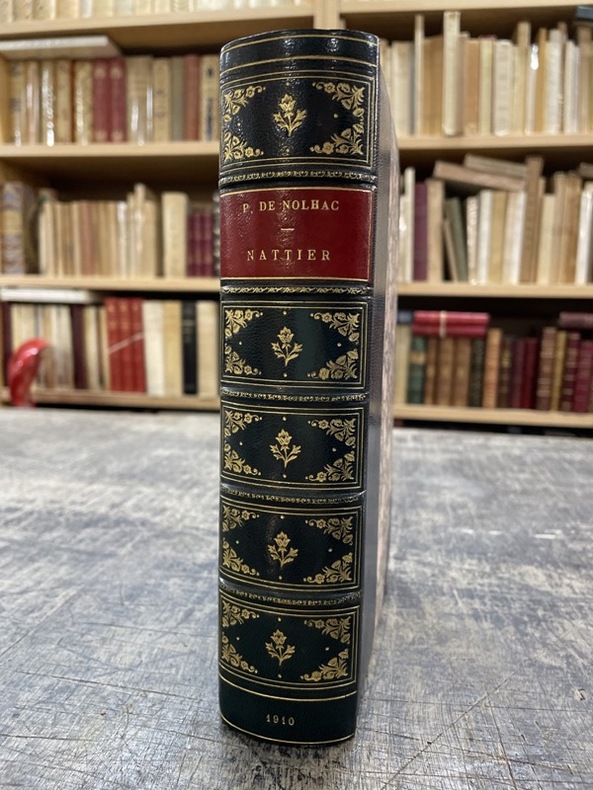 P. DE NOLHAC
NATTIER
1910